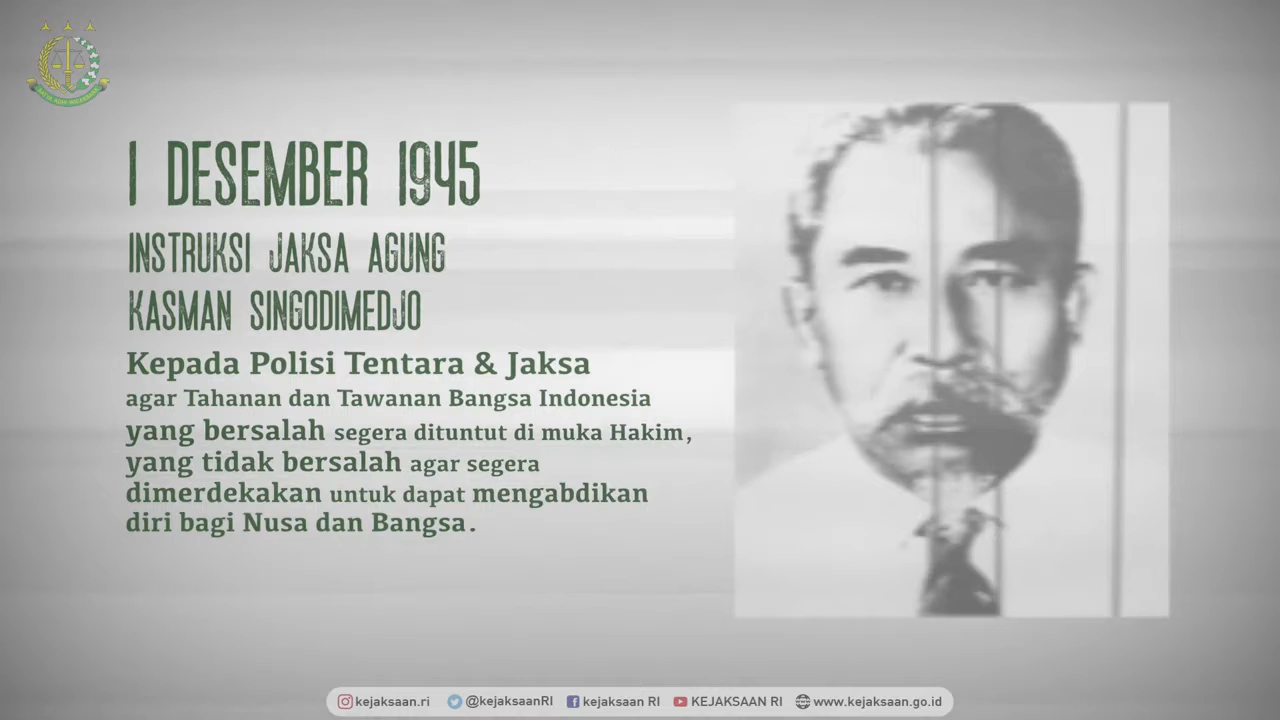 1 DESEMBER 1945
INSTRUKSI JAKSA AGUNG
KASMAN SINGODIMEDJO
Kepada Polisi Tentara & Jaksa
agar Tahanan dan Tawanan Bangsa Indonesia
yang bersalah segera dituntut di muka Hakim,
yang tidak bersalah agar segera
dimerdekakan untuk dapat mengabdikan
diri bagi Nusa dan Bangsa.
kejaksaan.ri @kejaksaanRI kejaksaan RI KEJAKSAAN RI www.kejaksaan.go.id